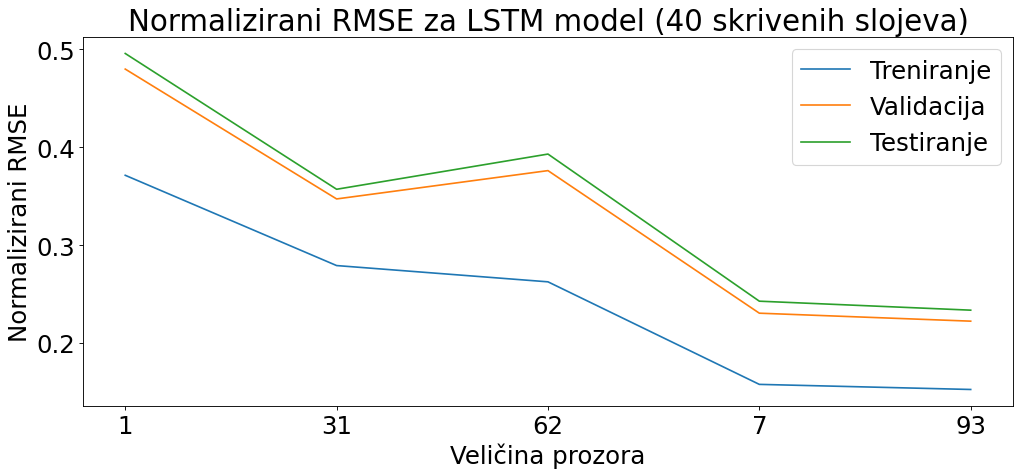 Normalizirani RMSE za LSTM model (40 skrivenih slojeva)
Normalizirani RMSE
0.5
0.4
0.3
0.2
Treniranje
Validacija
Testiranje
1 31 62 7 93
Veličina prozora